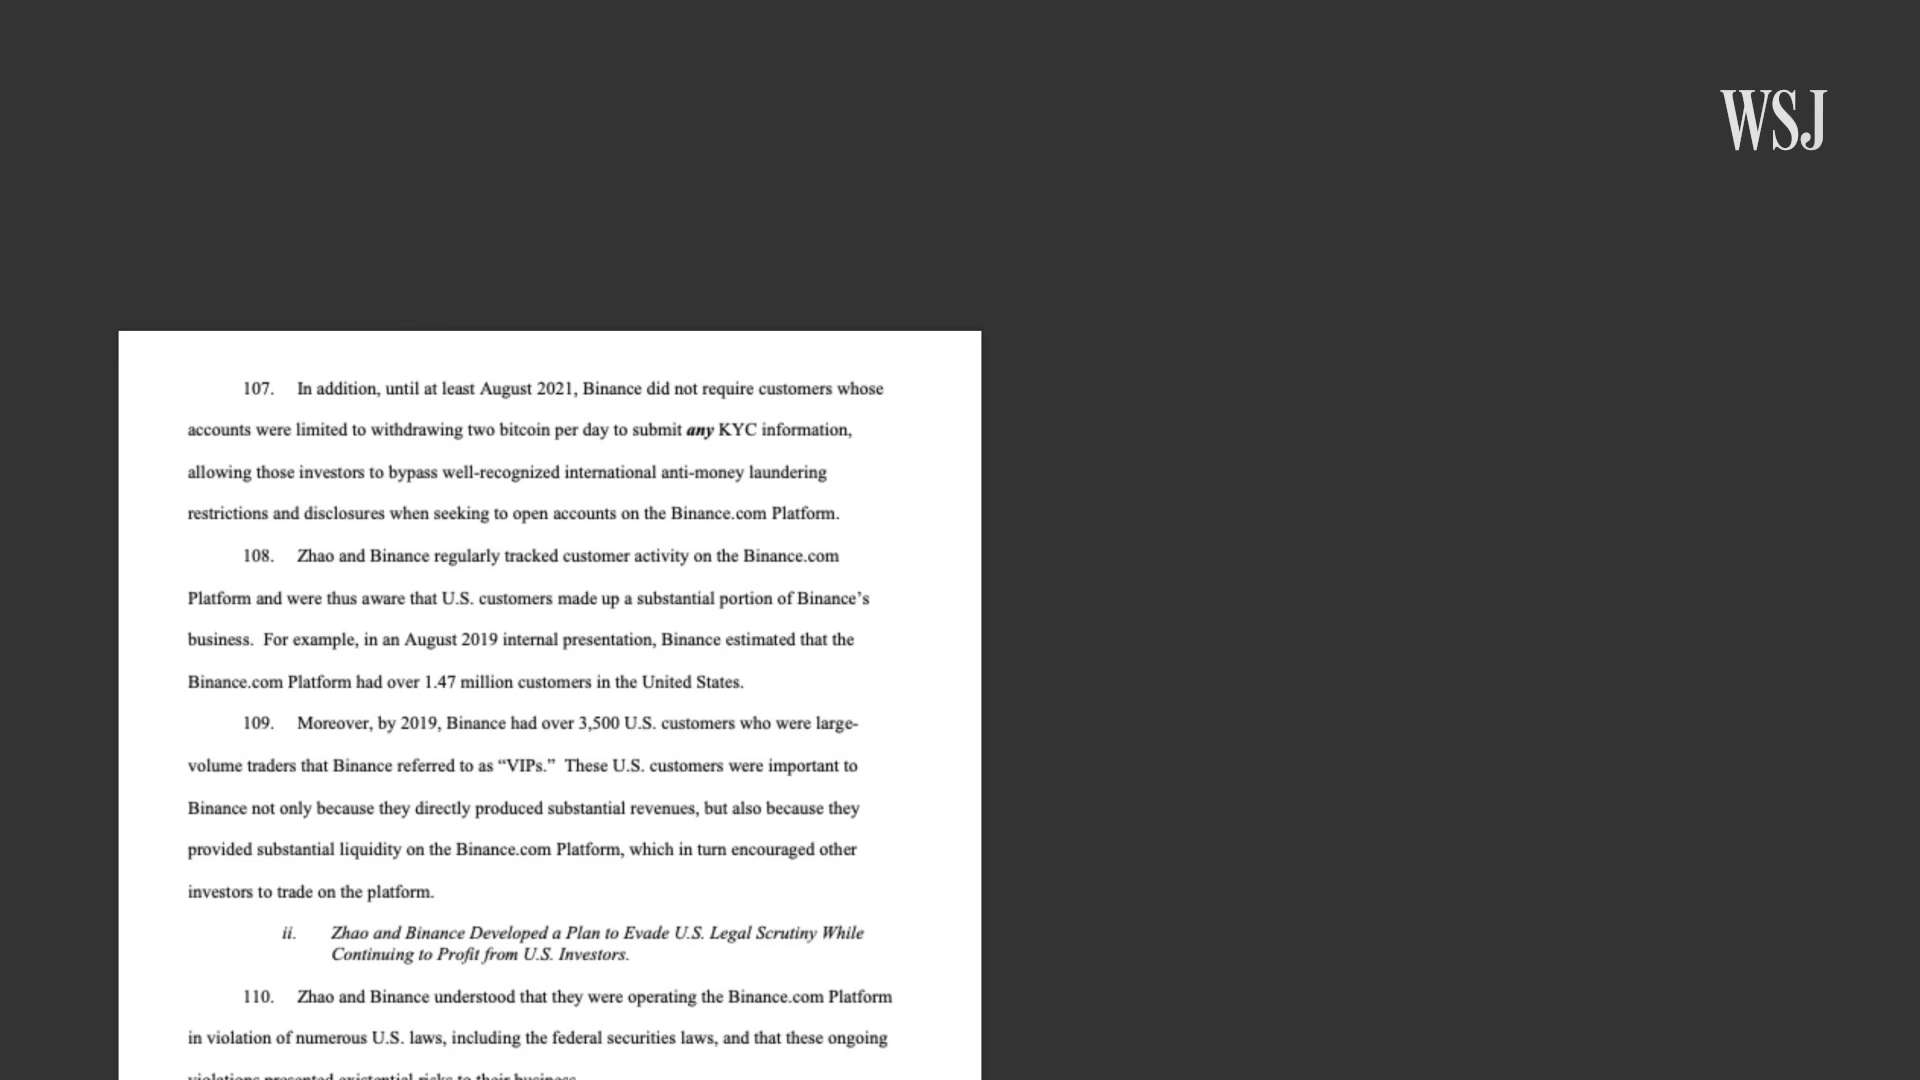 WSJ
107. In addition, until at least August 2021, Binance did not require customers whose
accounts were limited to withdrawing two bitcoin per day to submit any KYC information,
allowing those investors to bypass well-recognized international anti-money laundering
restrictions and disclosures when seeking to open accounts on the Binance.com Platform.
108. Zhao and Binance regularly tracked customer activity on the Binance.com
Platform and were thus aware that U.S. customers made up a substantial portion of Binance’s
business. For example, in an August 2019 internal presentation, Binance estimated that the
Binance.com Platform had over 1.47 million customers in the United States.
109. Moreover, by 2019, Binance had over 3,500 U.S. customers who were large-
volume traders that Binance referred to as “VIPs.” These U.S. customers were important to
Binance not only because they directly produced substantial revenues, but also because they
provided substantial liquidity on the Binance.com Platform, which in turn encouraged other
investors to trade on the platform.
ii. Zhao and Binance Developed a Plan to Evade U.S. Legal Scrutiny While
Continuing to Profit from U.S. Investors.
110. Zhao and Binance understood that they were operating the Binance.com Platform
in violation of numerous U.S. laws, including the federal securities laws, and that these ongoing
violations presented existential risks to their business.